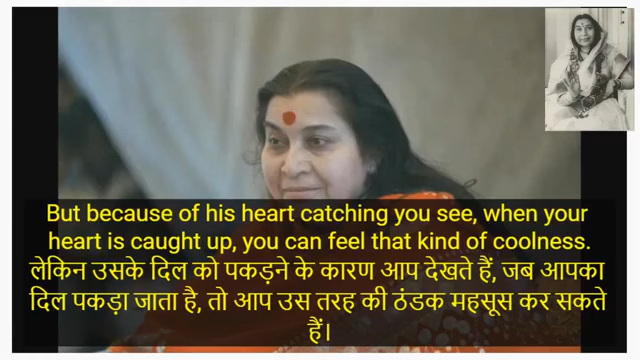 But because of his heart catching you see, when your
heart is caught up, you can feel that kind of coolness.
लेकिन उसके दिल को पकड़ने के कारण आप देखते हैं, जब आपका
दिल पकड़ा जाता है, तो आप उस तरह की ठंडक महसूस कर सकते
हैं।